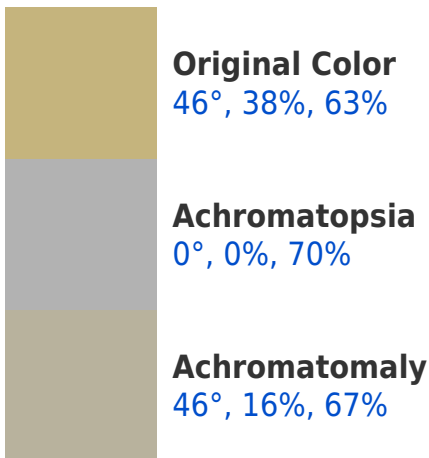 Original Color
46°, 38%, 63%
Achromatopsia
0°, 0%, 70%
Achromatomaly
46°, 16%, 67%